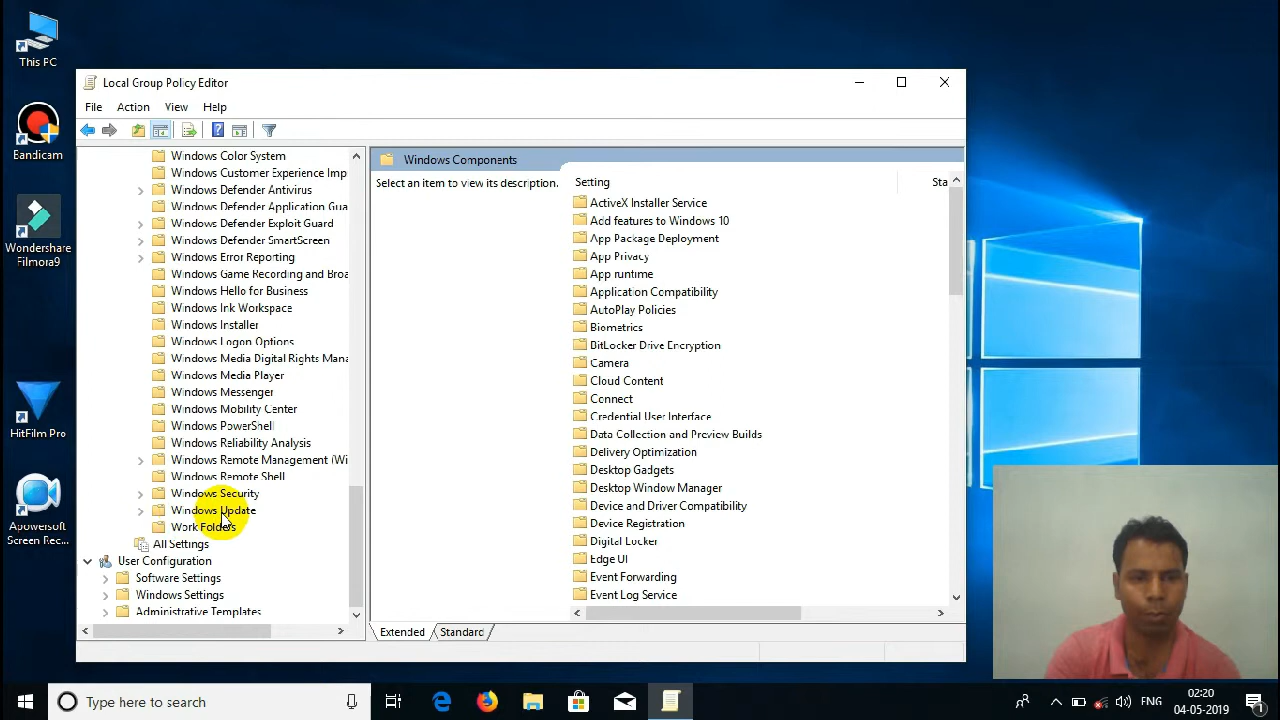 This PC
Bandicam
Wondershare
Filmora9
HitFilm Pro
Apowersoft
Screen Rec...
Local Group Policy Editor
File Action View Help
Windows Color System
Windows Customer Experience Imp
Windows Defender Antivirus
Windows Defender Application Gua
Windows Defender Exploit Guard
Windows Defender SmartScreen
Windows Error Reporting
Windows Game Recording and Broa
Windows Hello for Business
Windows Ink Workspace
Windows Installer
Windows Logon Options
Windows Media Digital Rights Mana
Windows Media Player
Windows Messenger
Windows Mobility Center
Windows PowerShell
Windows Reliability Analysis
Windows Remote Management (Wi
Windows Remote Shell
Windows Security
Windows Update
Work Folders
All Settings
User Configuration
Software Settings
Windows Settings
Administrative Templates
Windows Components
Select an item to view its description.
Setting Sta
ActiveX Installer Service
Add features to Windows 10
App Package Deployment
App Privacy
App runtime
Application Compatibility
AutoPlay Policies
Biometrics
BitLocker Drive Encryption
Camera
Cloud Content
Connect
Credential User Interface
Data Collection and Preview Builds
Delivery Optimization
Desktop Gadgets
Desktop Window Manager
Device and Driver Compatibility
Device Registration
Digital Locker
Edge UI
Event Forwarding
Event Log Service
Extended Standard
Type here to search
ENG
02:20
04-05-2019
1